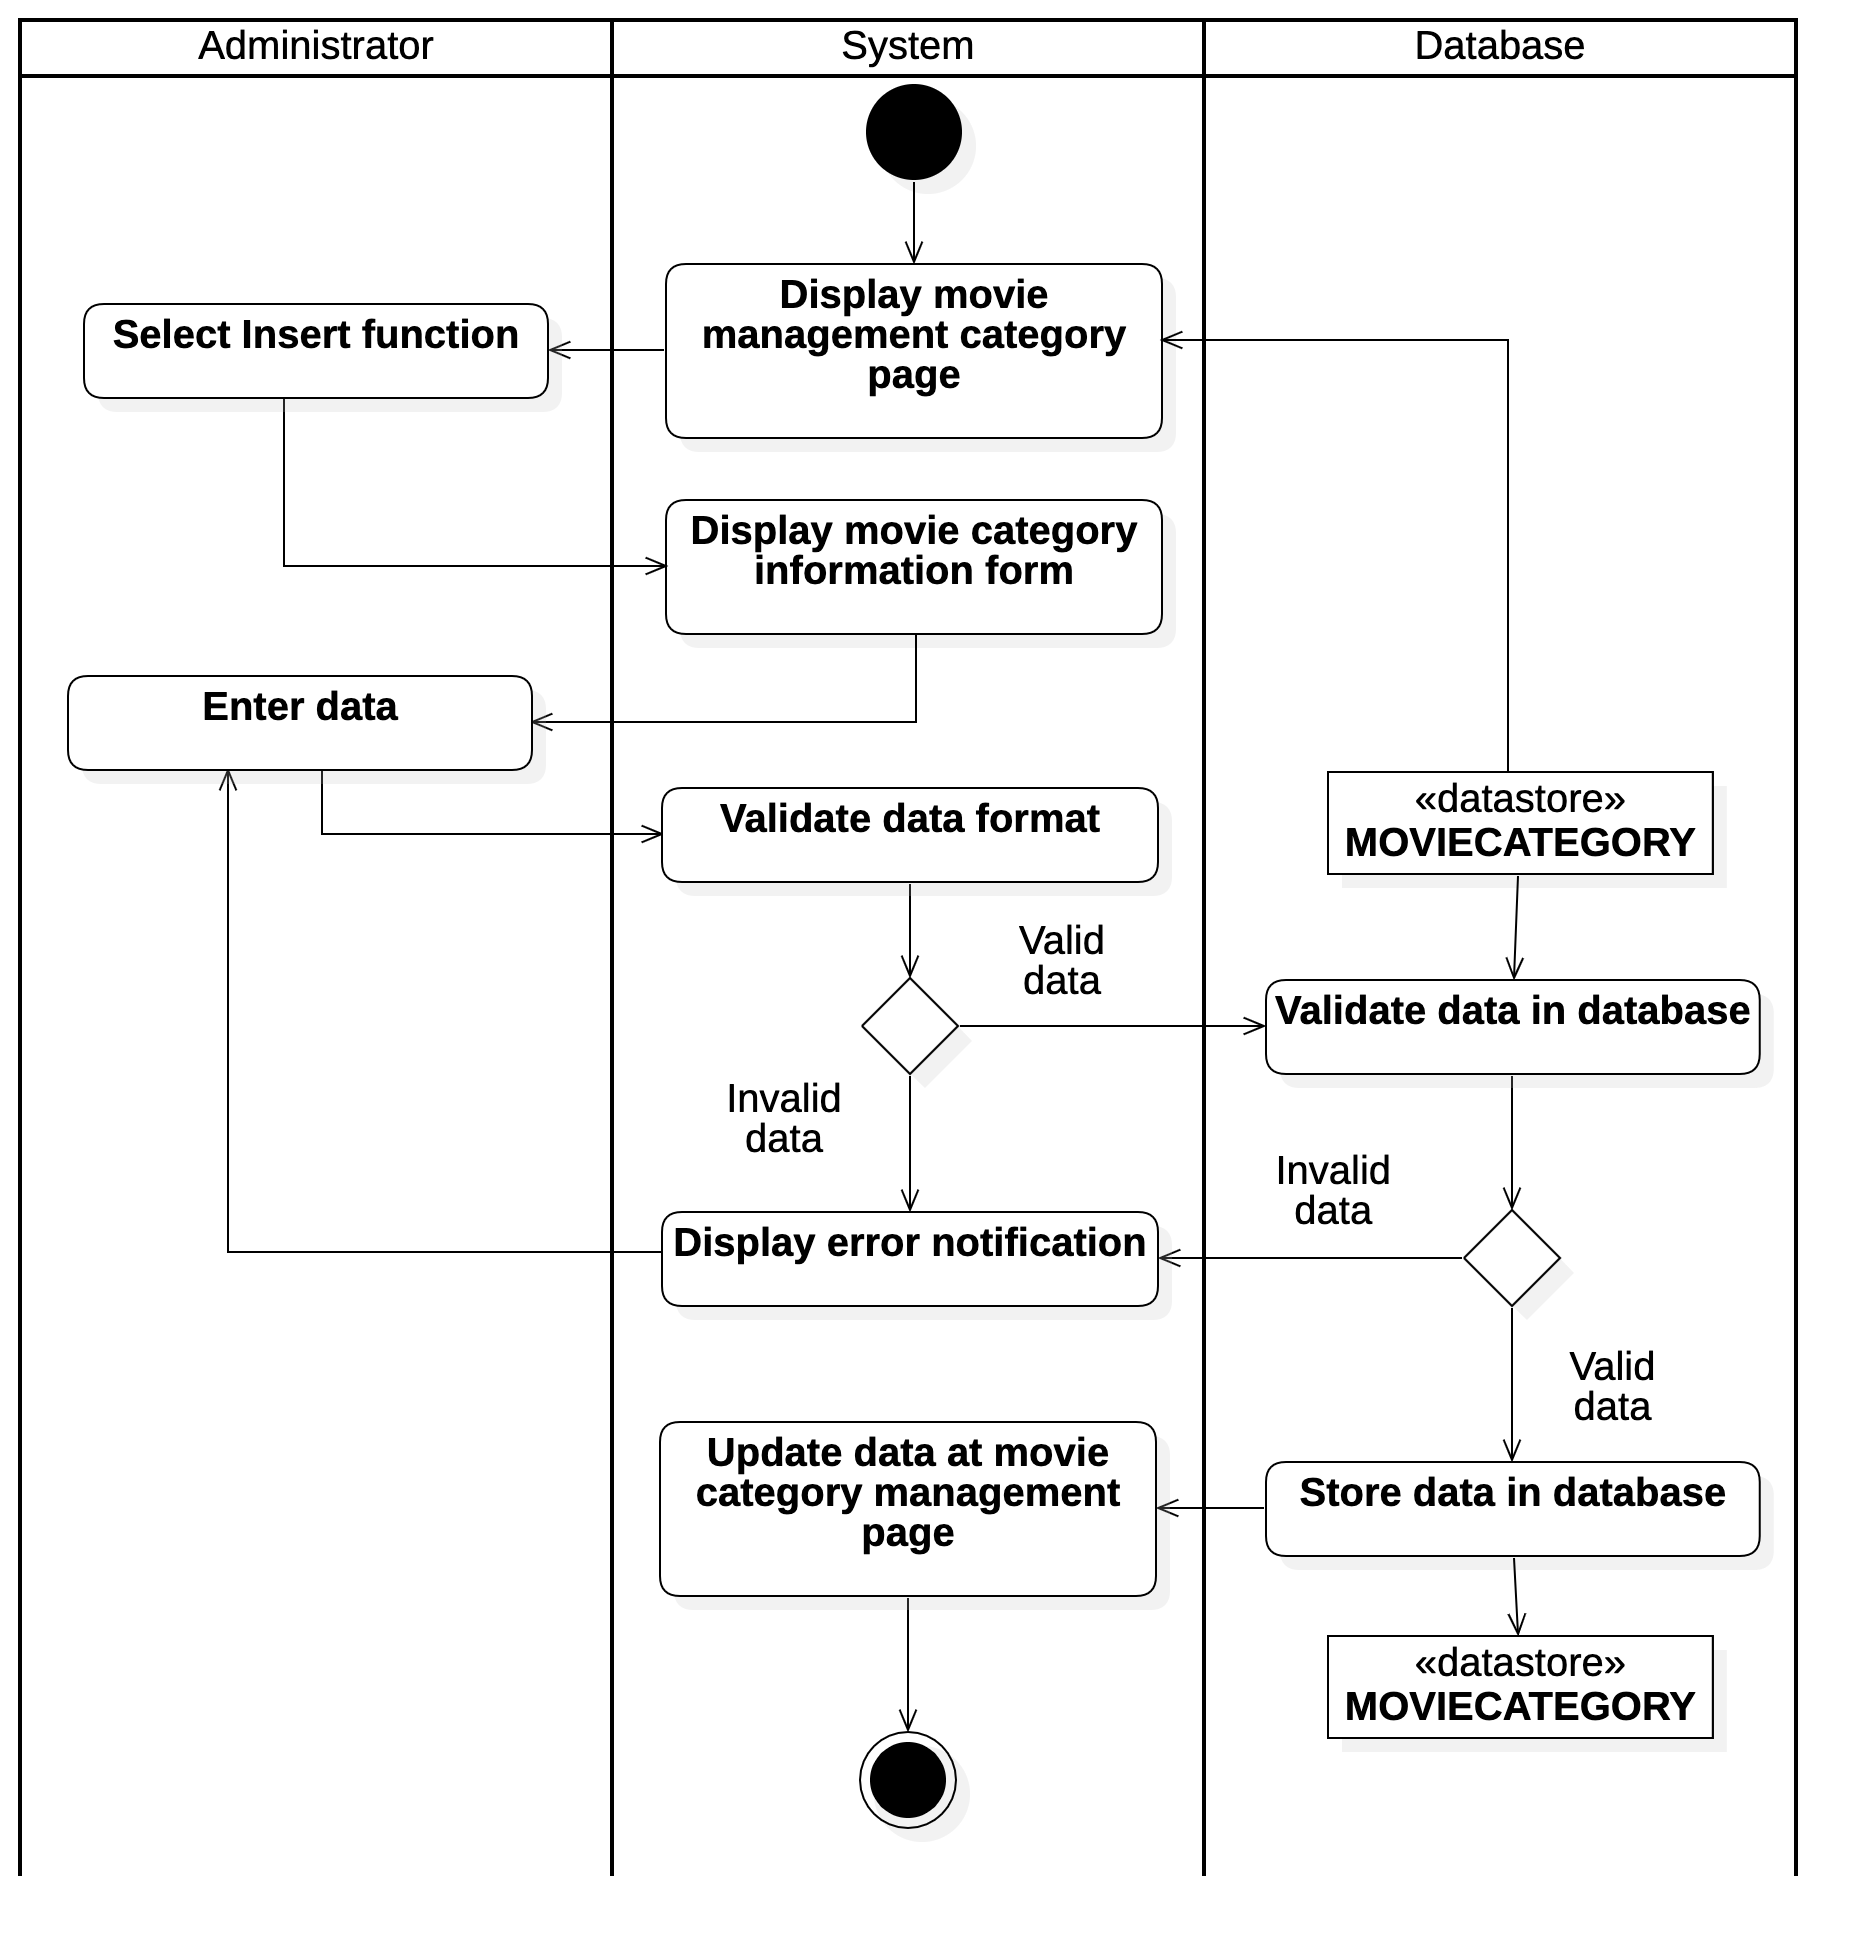 Administrator
System
Database
Display movie
management category
page
Select Insert function
Display movie category
information form
Enter data
Validate data format
«datastore»
MOVIECATEGORY
Valid
data
Validate data in database
Invalid
data
Invalid
data
Display error notification
Valid
data
Update data at movie
category management
page
Store data in database
«datastore»
MOVIECATEGORY